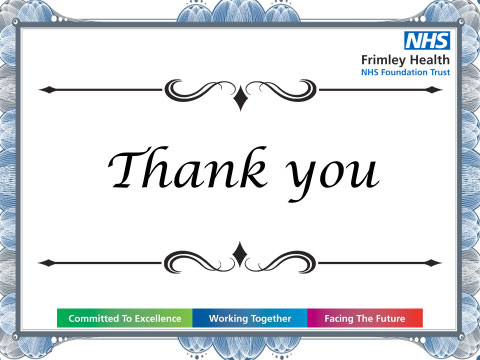 NHS
Frimley Health
NHS Foundation Trust
Thank you
Committed To Excellence
Working Together
Facing The Future